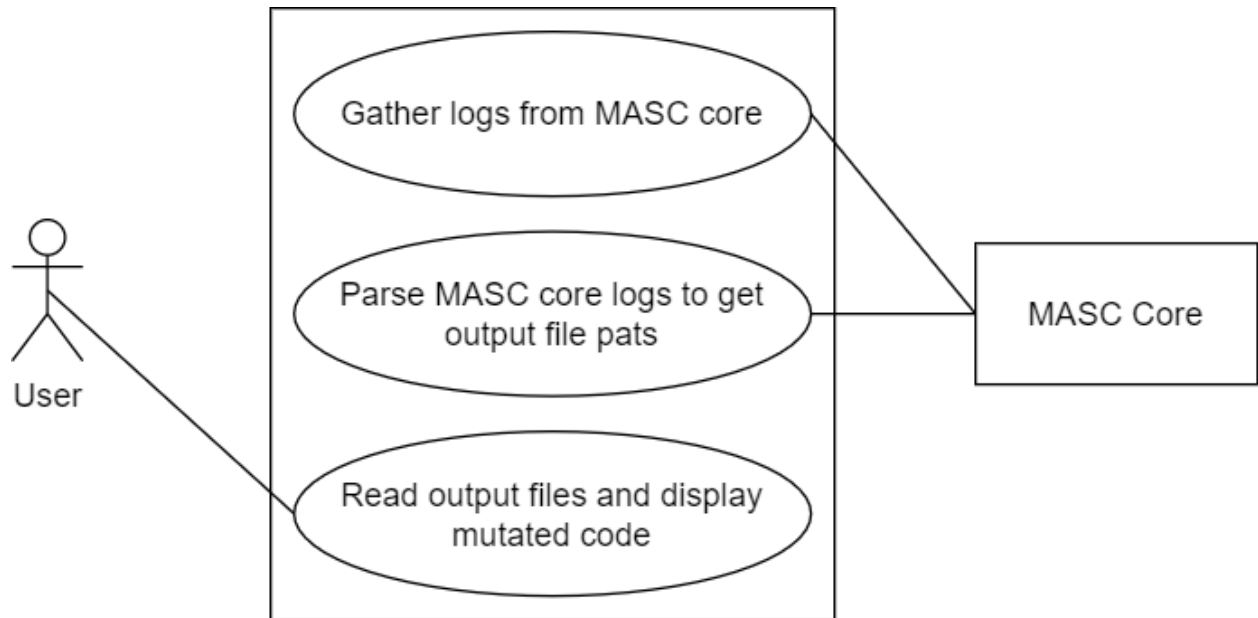 Gather logs from MASC core
Parse MASC core logs to get
output file pats
MASC Core
User
Read output files and display
mutated code